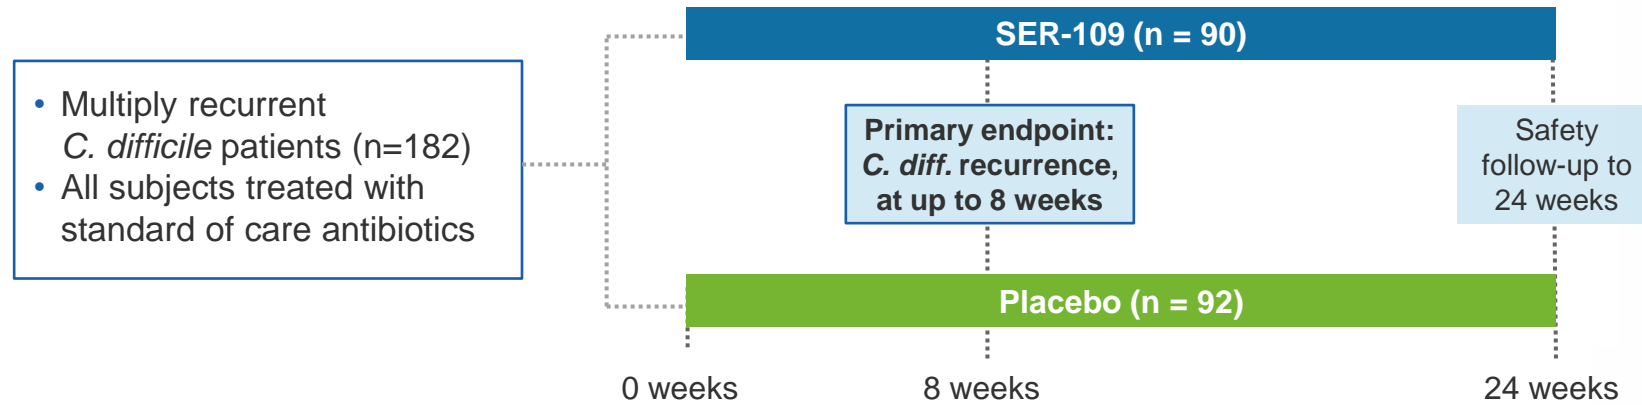 SER-109 (n = 90)
• Multiply recurrent
C. difficile patients (n=182)
• All subjects treated with
standard of care antibiotics
Primary endpoint:
C. diff. recurrence,
at up to 8 weeks
Safety
follow-up to
24 weeks
Placebo (n = 92)
0 weeks
8 weeks
24 weeks